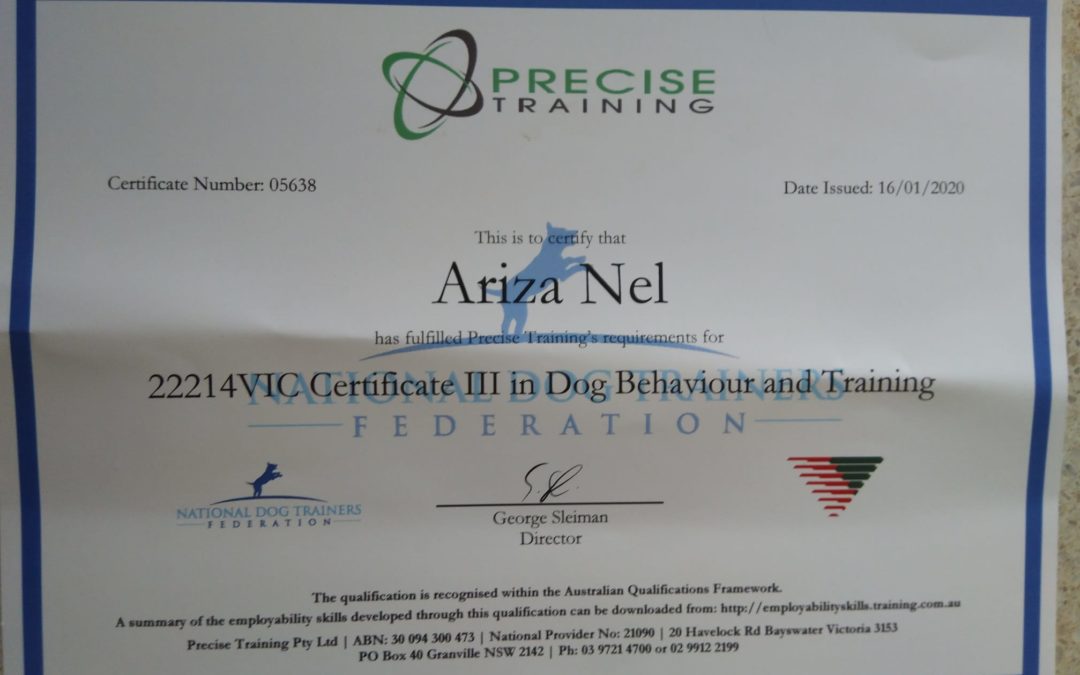 PRECISE
TRAINING
Certificate Number: 05638
Date Issued: 16/01/2020
This is to certify that
Ariza Nel
has fulfilled Precise Training's requirements for
22214VIC Certificate III in Dog Behaviour and Training
NATIONAL DOG TRAINERS
FEDERATION
NATIONAL DOG TRAINERS
FEDERATION
George Sleiman
Director
The qualification is recognised within the Australian Qualifications Framework.
A summary of the employability skills developed through this qualification can be downloaded from: http://employabilityskills.training.com.au
Precise Training Pty Ltd | ABN: 30 094 300 473 | National Provider No: 21090 | 20 Havelock Rd Bayswater Victoria 3153
PO Box 40 Granville NSW 2142 | Ph: 03 9721 4700 or 02 9912 2199